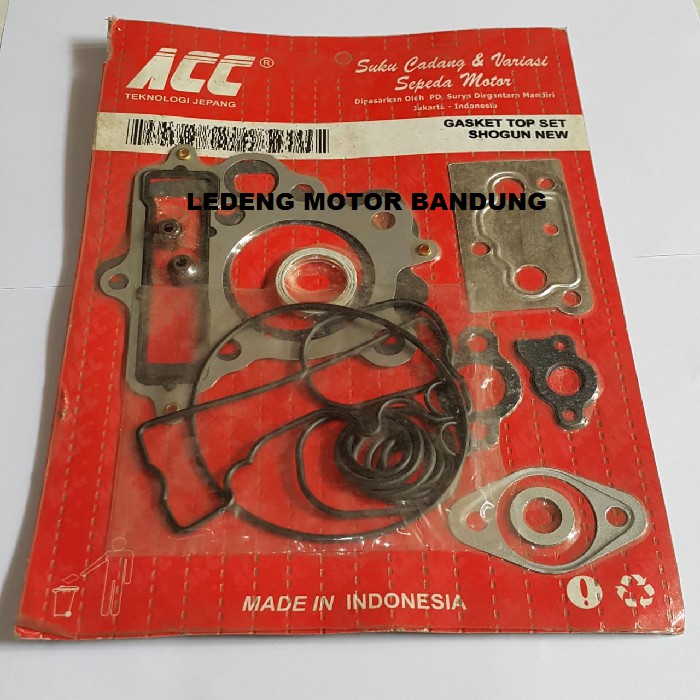 ACC®
TEKNOLOGI JEPANG
Suku Cadang & Variasi
Sepeda Motor
Dipasarkan Oleh PD. Surya Dirgantara Mandiri
Jakarta - Indonesia
GASKET TOP SET
SHOGUN NEW
LEDENG MOTOR BANDUNG
MADE IN INDONESIA